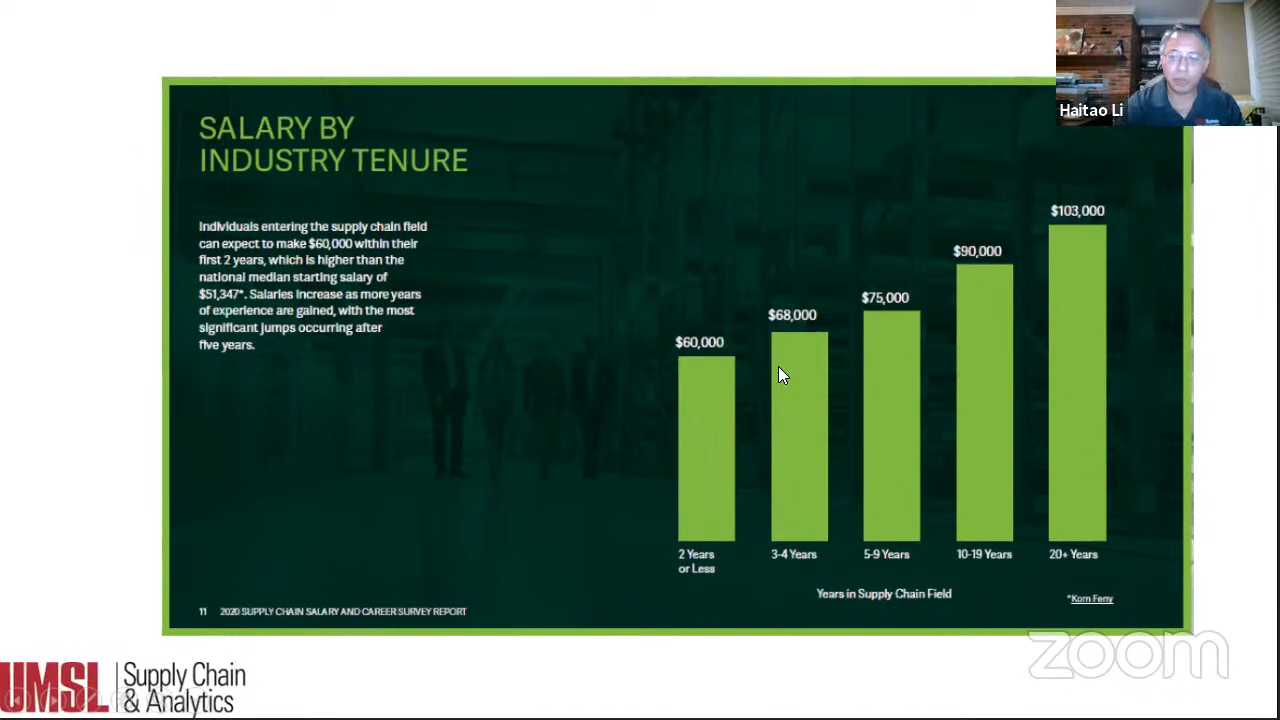 Haitao Li
SALARY BY
INDUSTRY TENURE
Individuals entering the supply chain field
can expect to make $60,000 within their
first 2 years, which is higher than the
national median starting salary of
$51,347*. Salaries increase as more years
of experience are gained, with the most
significant jumps occurring after
five years.
$60,000
$68,000
$75,000
$90,000
$103,000
2 Years
or Less
3-4 Years
5-9 Years
10-19 Years
20+ Years
Years in Supply Chain Field
*Korn Ferry
11 2020 SUPPLY CHAIN SALARY AND CAREER SURVEY REPORT
zoom
UMSL
Supply Chain
& Analytics